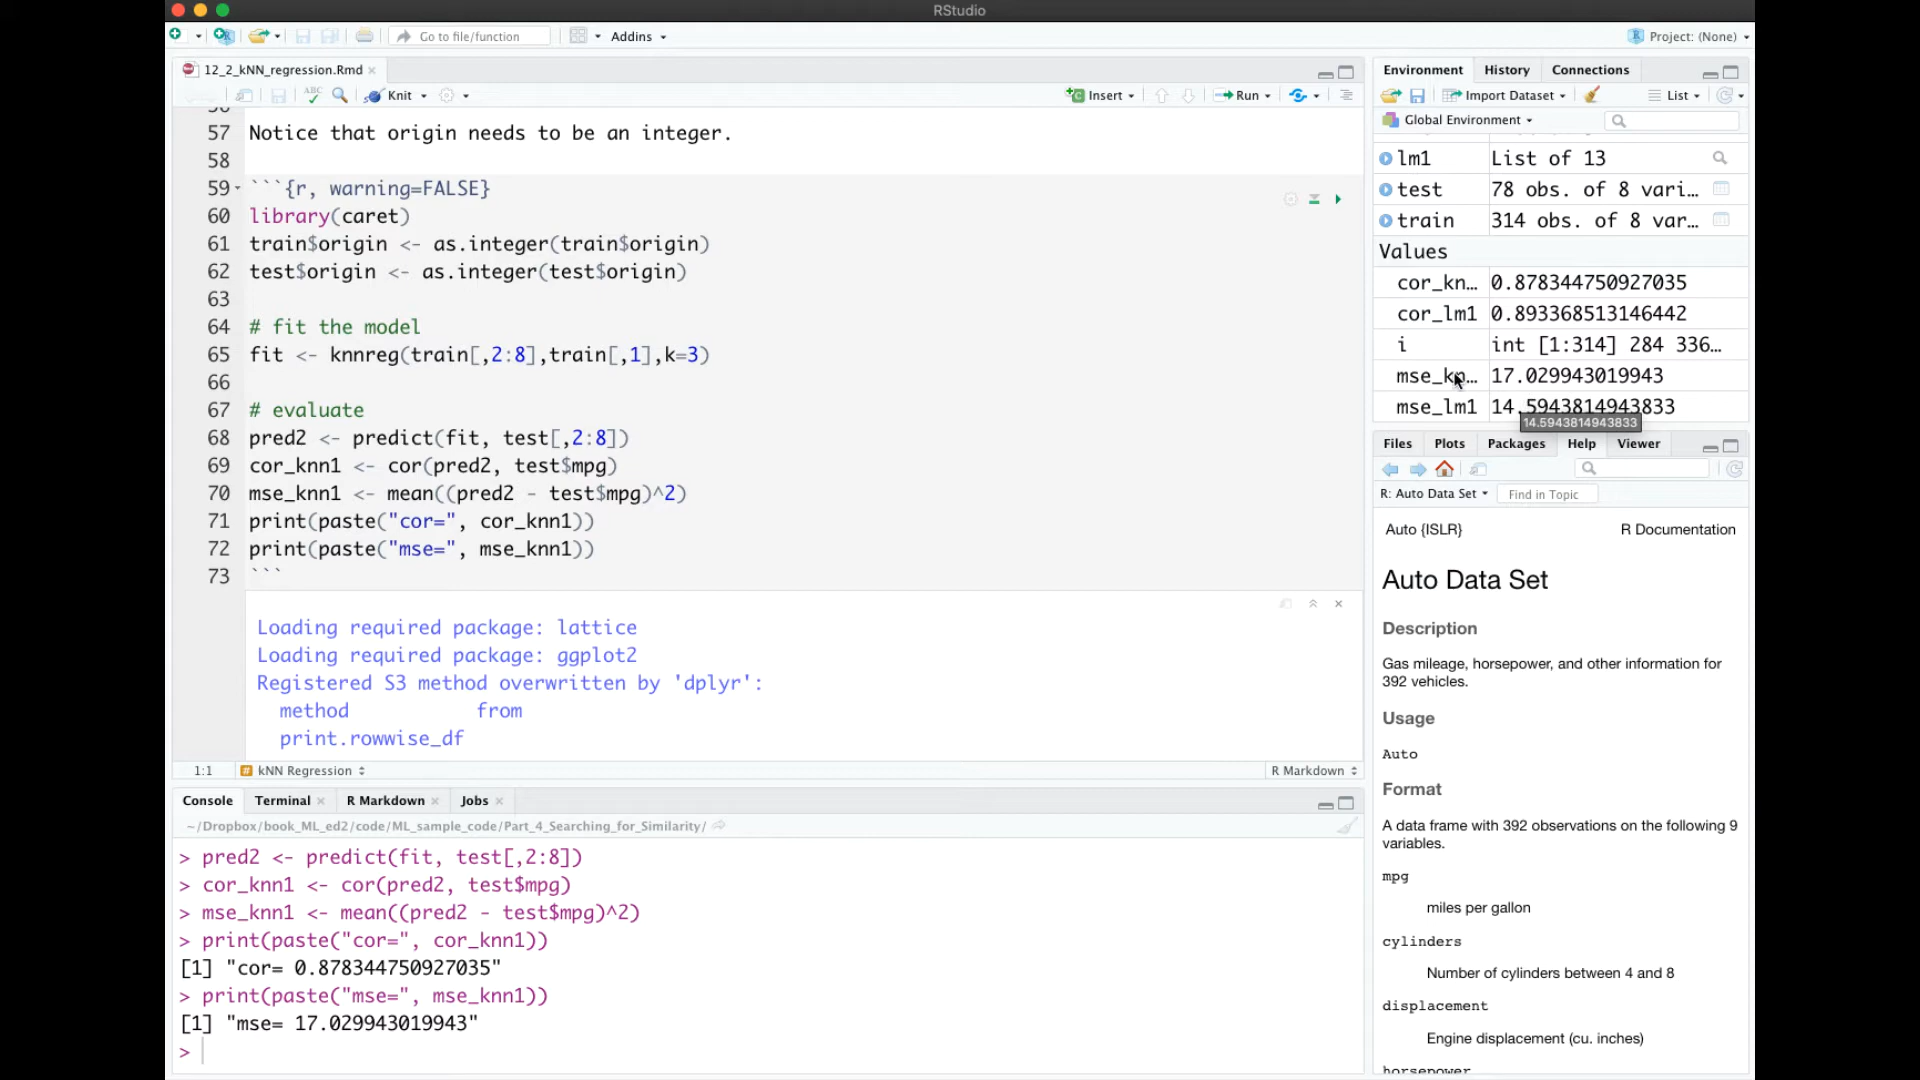 RStudio
Go to file/function
Addins
Project: (None)
12_2_kNN_regression.Rmd
ABC
Knit
Insert
Run
57 Notice that origin needs to be an integer.
58
59 ```{r, warning=FALSE}
60 library(caret)
61 train$origin <- as.integer(train$origin)
62 test$origin <- as.integer(test$origin)
63
64 # fit the model
65 fit <- knnreg(train[,2:8],train[,1],k=3)
66
67 # evaluate
68 pred2 <- predict(fit, test[,2:8])
69 cor_knn1 <- cor(pred2, test$mpg)
70 mse_knn1 <- mean((pred2 - test$mpg)^2)
71 print(paste("cor=", cor_knn1))
72 print(paste("mse=", mse_knn1))
73 ```
Loading required package: lattice
Loading required package: ggplot2
Registered S3 method overwritten by 'dplyr':
method from
print.rowwise_df
1:1 kNN Regression R Markdown
Console Terminal R Markdown Jobs
~/Dropbox/book_ML_ed2/code/ML_sample_code/Part_4_Searching_for_Similarity/
> pred2 <- predict(fit, test[,2:8])
> cor_knn1 <- cor(pred2, test$mpg)
> mse_knn1 <- mean((pred2 - test$mpg)^2)
> print(paste("cor=", cor_knn1))
[1] "cor= 0.878344750927035"
> print(paste("mse=", mse_knn1))
[1] "mse= 17.029943019943"
>
Environment History Connections
Import Dataset List
Global Environment
lm1 List of 13
test 78 obs. of 8 vari…
train 314 obs. of 8 var…
Values
cor_kn… 0.878344750927035
cor_lm1 0.893368513146442
i int [1:314] 284 336…
mse_kn… 17.029943019943
mse_lm1 14.5943814943833
14.5943814943833
Files Plots Packages Help Viewer
R: Auto Data Set Find in Topic
Auto {ISLR} R Documentation
Auto Data Set
Description
Gas mileage, horsepower, and other information for
392 vehicles.
Usage
Auto
Format
A data frame with 392 observations on the following 9
variables.
mpg
miles per gallon
cylinders
Number of cylinders between 4 and 8
displacement
Engine displacement (cu. inches)
horsepower